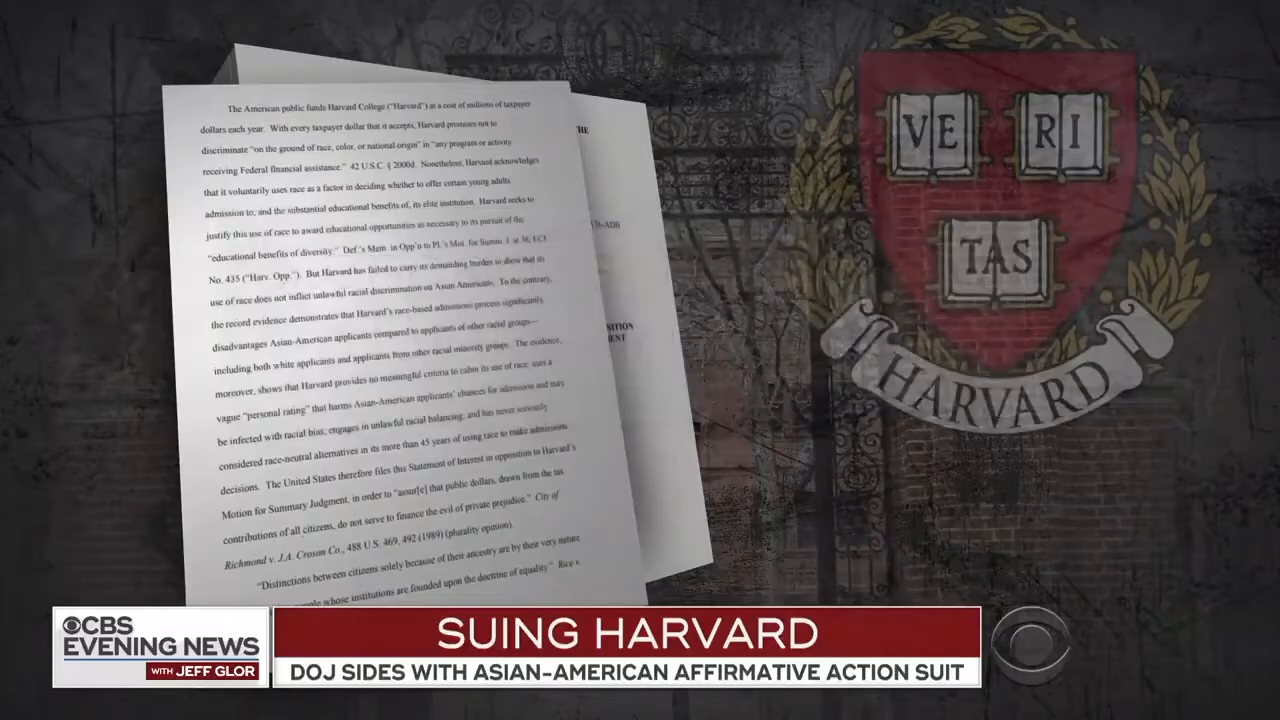 The American public funds Harvard College ("Harvard") at a cost of millions of taxpayer
dollars each year. With every taxpayer dollar that it accepts, Harvard promises not to
discriminate "on the ground of race, color, or national origin" in "any program or activity
receiving Federal financial assistance." 42 U.S.C. § 2000d. Nonetheless, Harvard acknowledges
that it voluntarily uses race as a factor in deciding whether to offer certain young adults
admission to, and the substantial educational benefits of, its elite institution. Harvard seeks to
justify this use of race to award educational opportunities as necessary to its pursuit of the
"educational benefits of diversity." Def.'s Mem. in Opp'n to Pl.'s Mot. for Summ. J. at 36, ECF
No. 435 ("Harv. Opp."). But Harvard has failed to carry its demanding burden to show that its
use of race does not inflict unlawful racial discrimination on Asian Americans. To the contrary,
the record evidence demonstrates that Harvard's race-based admissions process significantly
disadvantages Asian-American applicants compared to applicants of other racial groups—
including both white applicants and applicants from other racial minority groups. The evidence,
moreover, shows that Harvard provides no meaningful criteria to cabin its use of race; uses a
vague "personal rating" that harms Asian-American applicants' chances for admission and may
be infected with racial bias; engages in unlawful racial balancing; and has never seriously
considered race-neutral alternatives in its more than 45 years of using race to make admissions
decisions. The United States therefore files this Statement of Interest in opposition to Harvard's
Motion for Summary Judgment, in order to "assur[e] that public dollars, drawn from the tax
contributions of all citizens, do not serve to finance the evil of private prejudice." City of
Richmond v. J.A. Croson Co., 488 U.S. 469, 492 (1989) (plurality opinion).
"Distinctions between citizens solely because of their ancestry are by their very nature
whose institutions are founded upon the doctrine of equality." Rice v.
HE
-ADB
SITION
ENT
VE RI
TAS
HARVARD
CBS
EVENING NEWS
WITH JEFF GLOR
SUING HARVARD
DOJ SIDES WITH ASIAN-AMERICAN AFFIRMATIVE ACTION SUIT